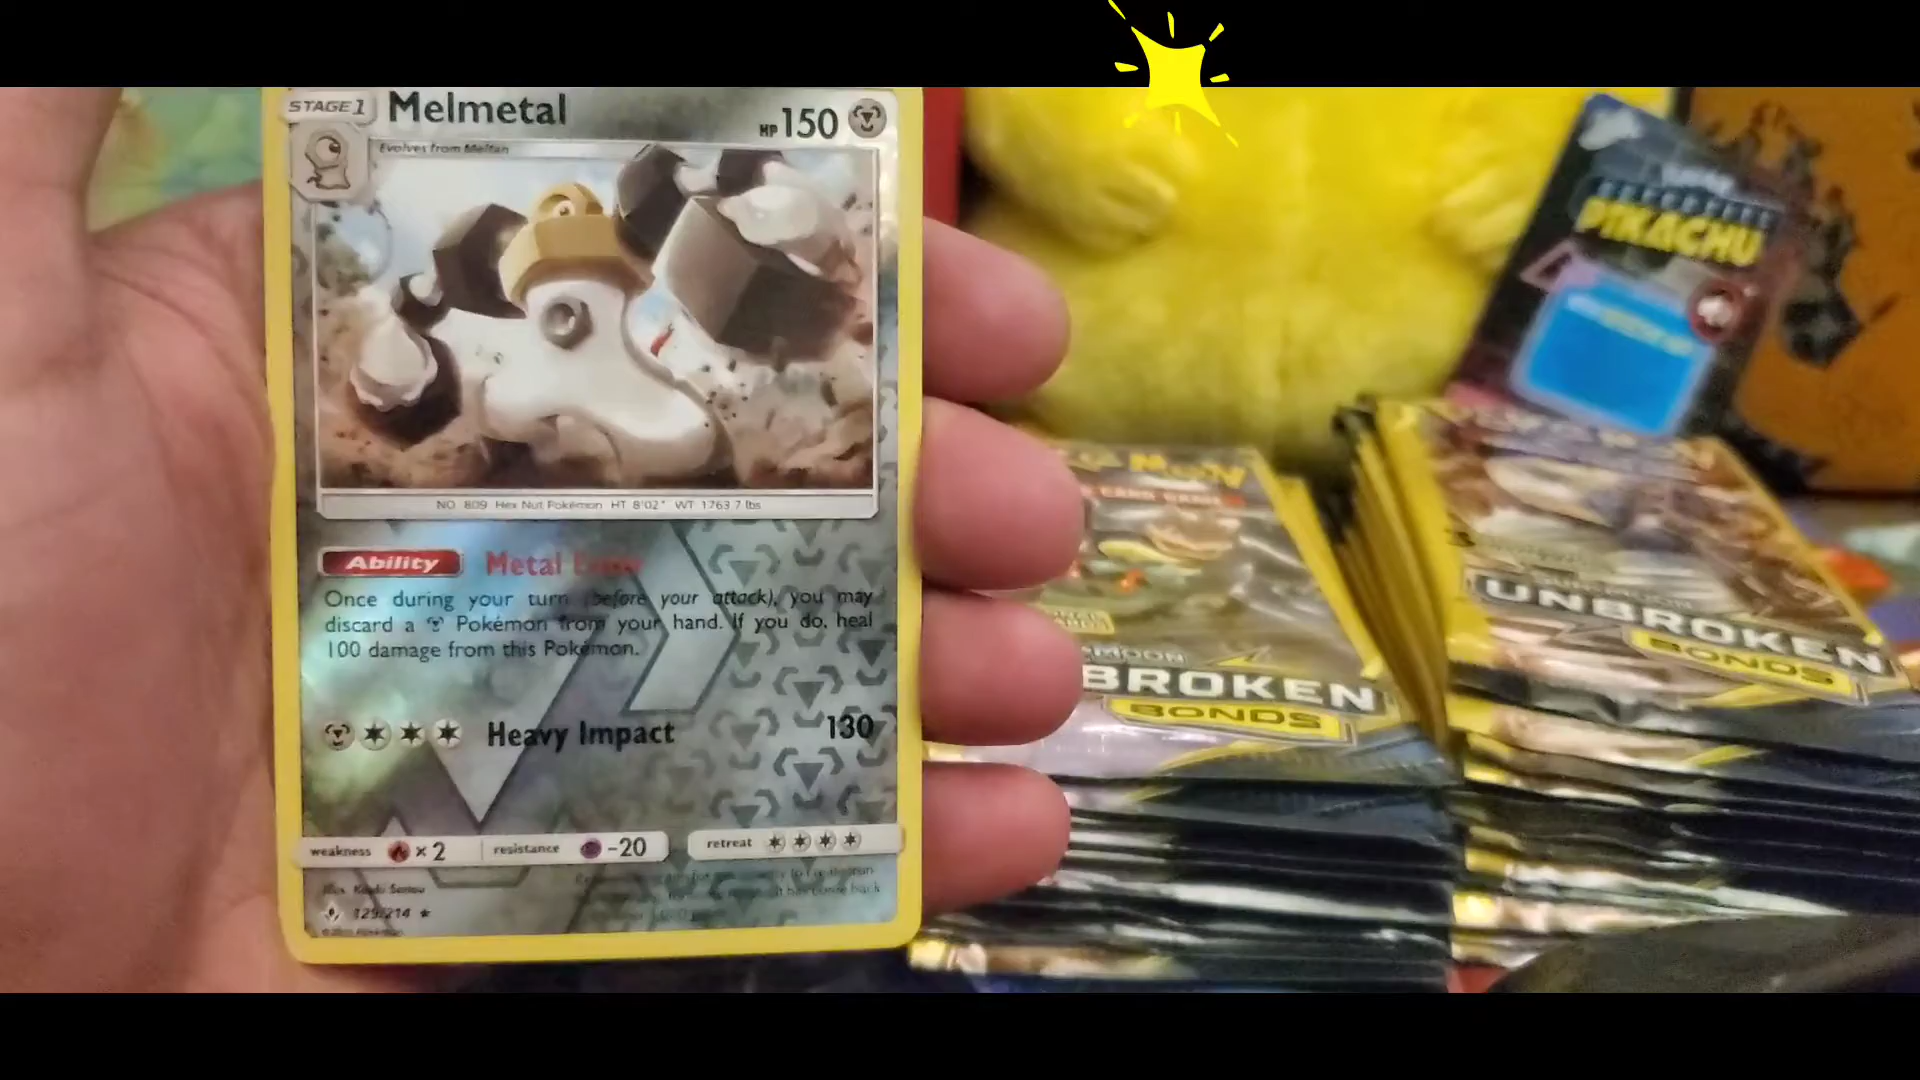 STAGE 1
Melmetal
HP 150
Evolves from Meltan
NO. 809 Hex Nut Pokémon HT 8'02" WT 1763.7 lbs
Ability Metal
Once during your turn (before your attack), you may
discard a Pokémon from your hand. If you do, heal
100 damage from this Pokémon.
Heavy Impact 130
weakness ×2 resistance -20 retreat
129/214
PIKACHU
BROKEN
BONDS
UNBROKEN
BONDS